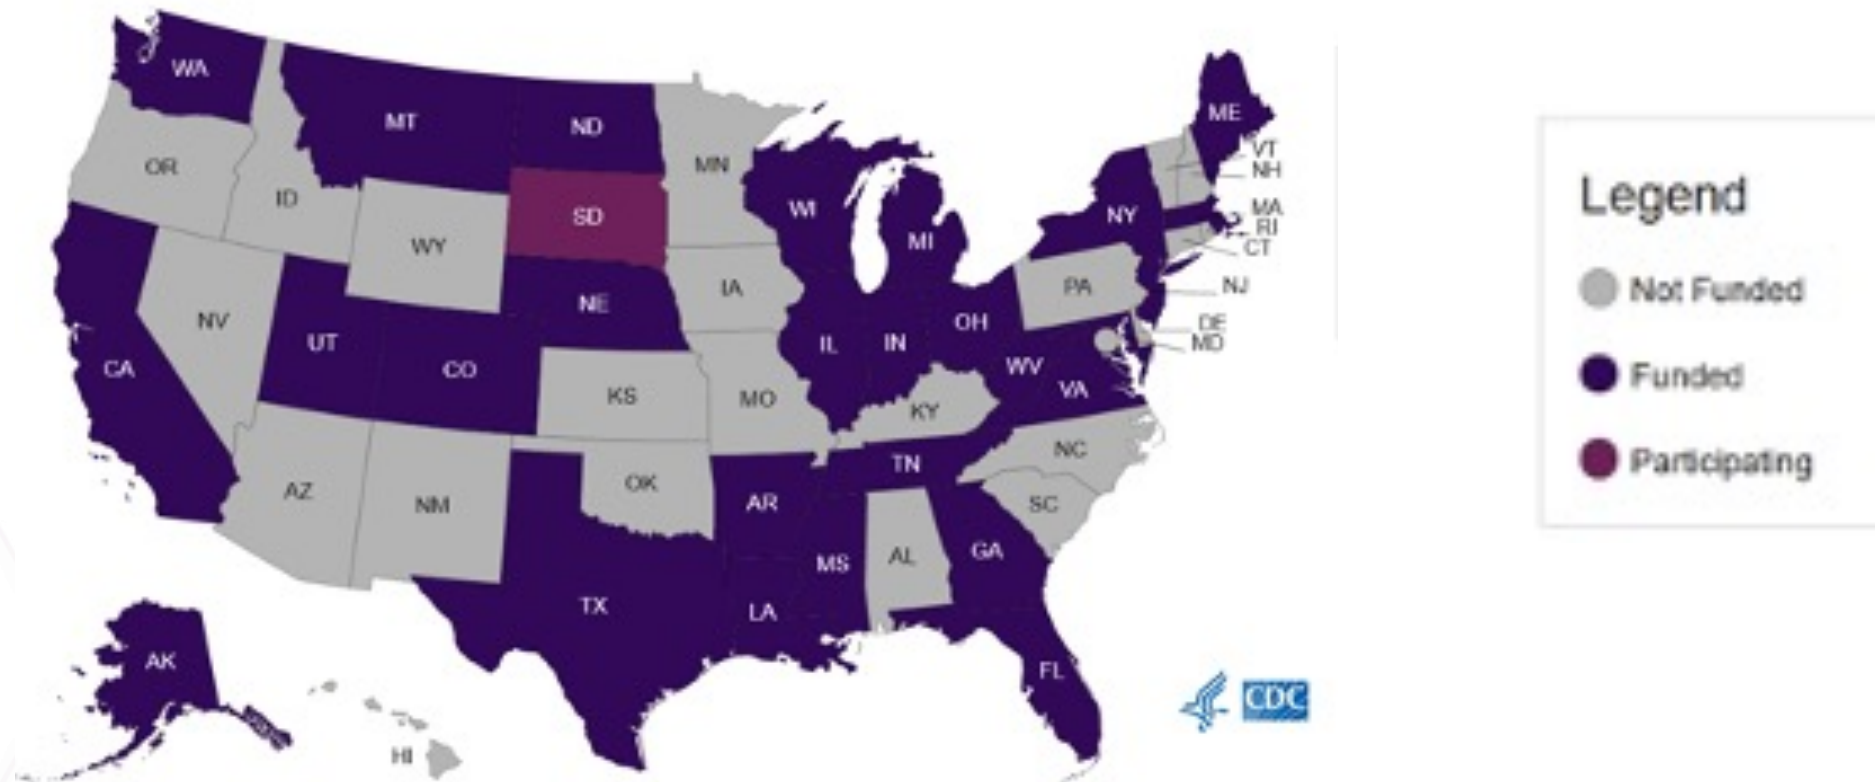 WA
MT
ND
MN
OR
ID
WY
SD
WI
MI
NY
ME
VT
NH
MA
RI
CT
NJ
DE
MD
PA
NV
UT
CO
NE
IA
IL
IN
OH
WV
VA
CA
KS
MO
KY
NC
TN
SC
AZ
NM
OK
AR
MS
AL
GA
TX
LA
FL
AK
HI
CDC
Legend
Not Funded
Funded
Participating